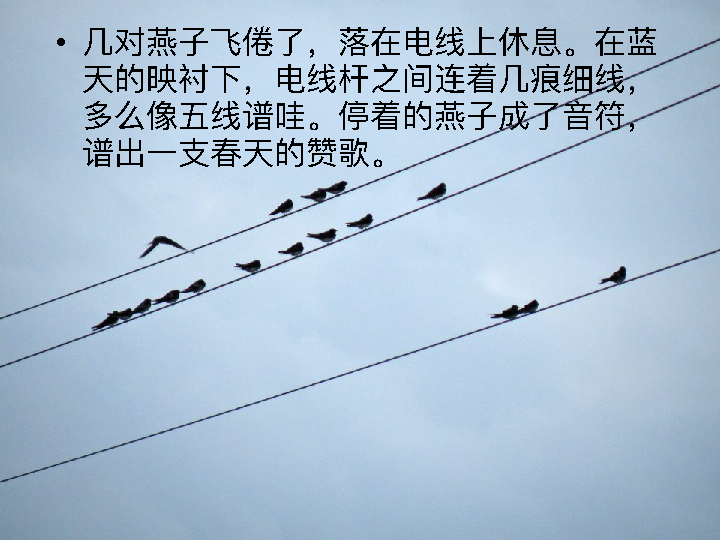 • 几对燕子飞倦了，落在电线上休息。在蓝
天的映衬下，电线杆之间连着几痕细线，
多么像五线谱哇。停着的燕子成了音符，
谱出一支春天的赞歌。